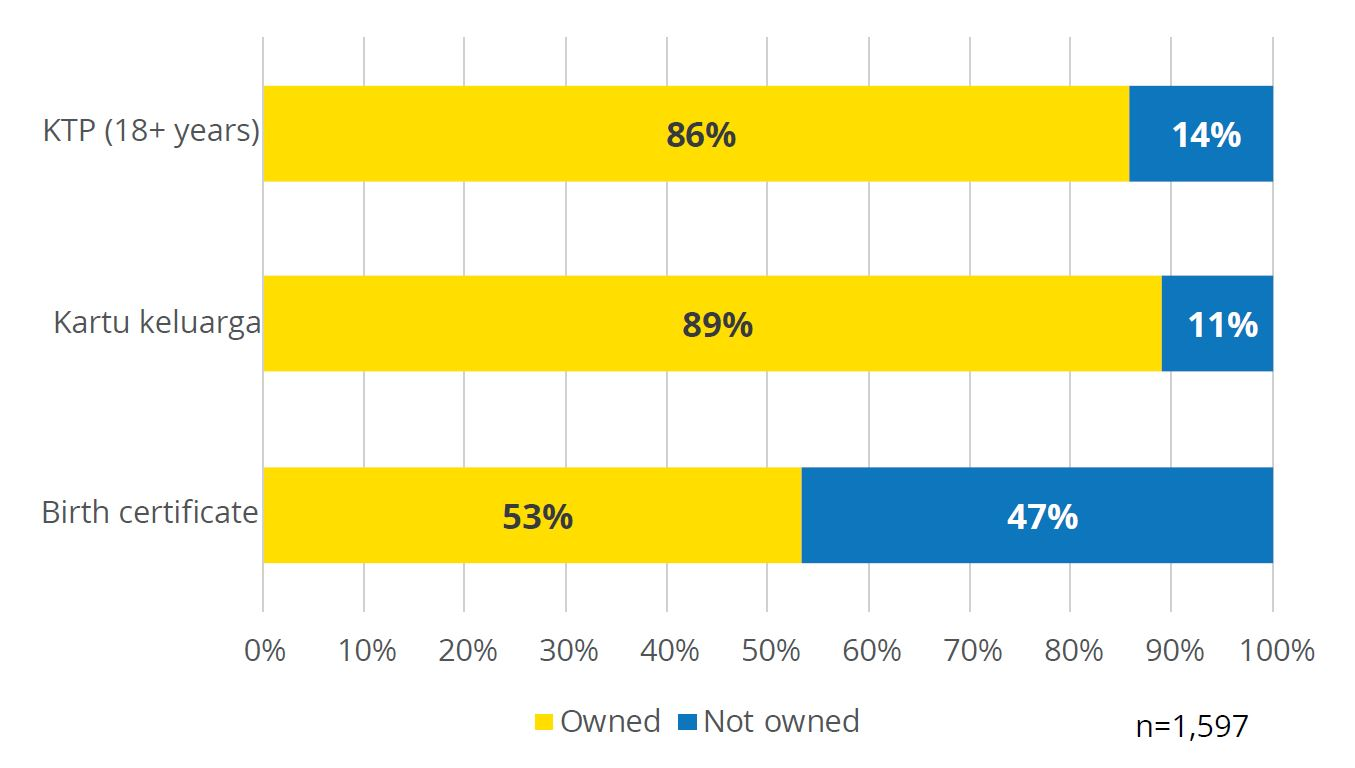 KTP (18+ years)
86%
14%
Kartu keluarga
89%
11%
Birth certificate
53%
47%
0% 10% 20% 30% 40% 50% 60% 70% 80% 90% 100%
Owned Not owned
n=1,597